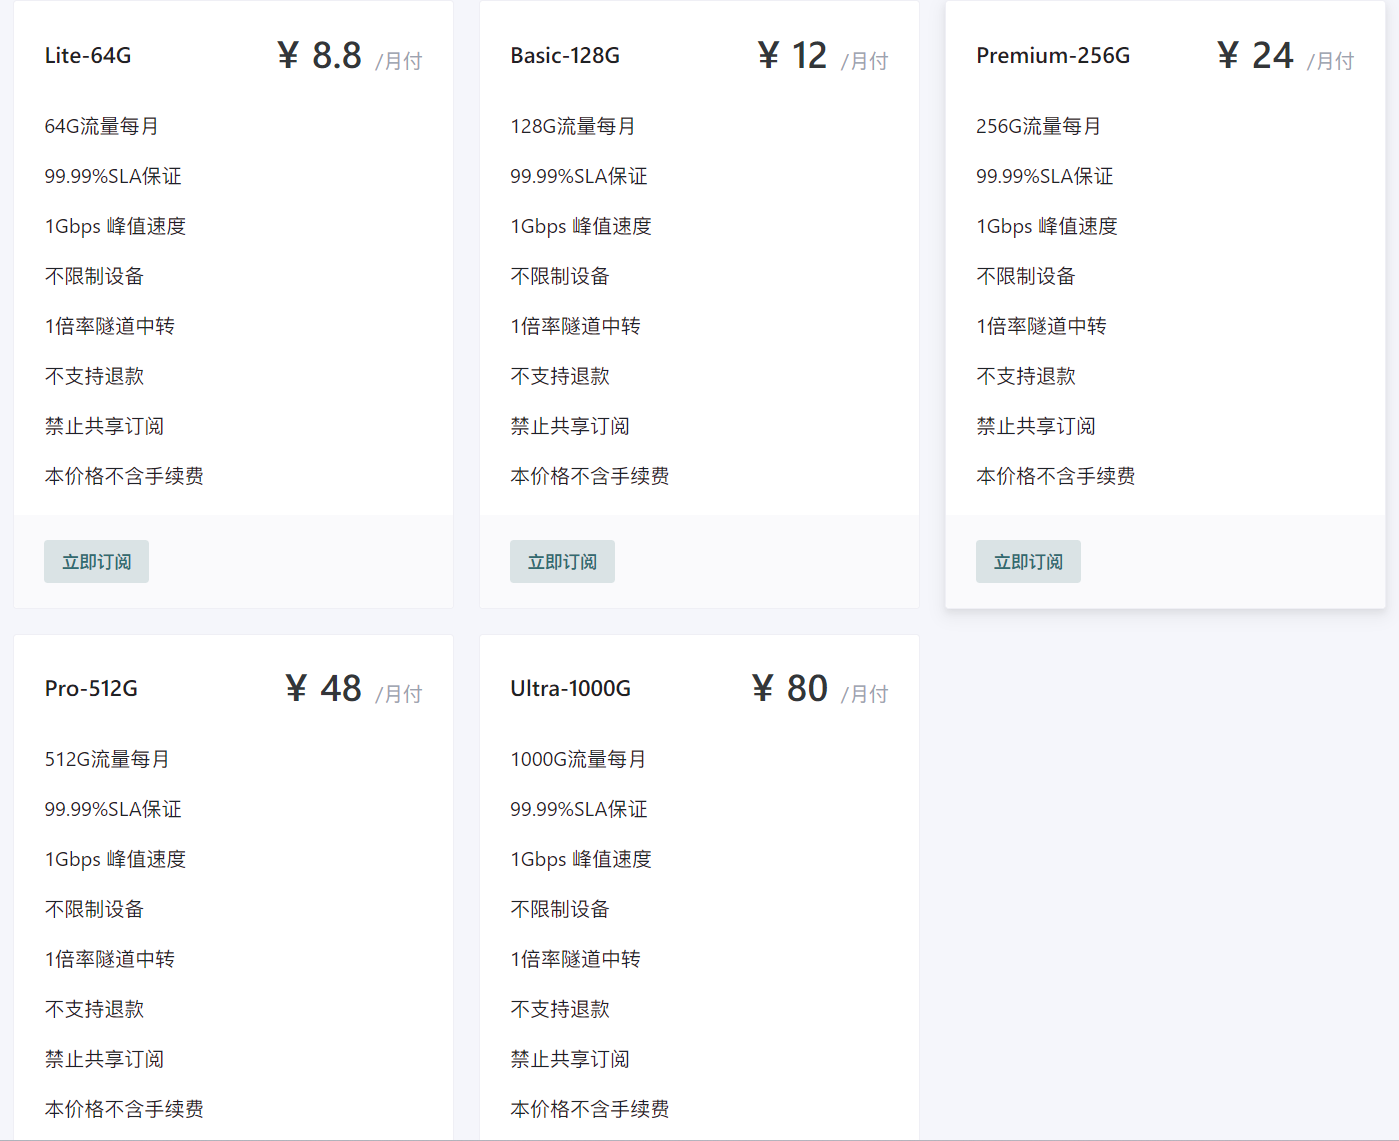 Lite-64G
¥ 8.8 /月付
64G流量每月
99.99%SLA保证
1Gbps 峰值速度
不限制设备
1倍率隧道中转
不支持退款
禁止共享订阅
本价格不含手续费
立即订阅
Basic-128G
¥ 12 /月付
128G流量每月
99.99%SLA保证
1Gbps 峰值速度
不限制设备
1倍率隧道中转
不支持退款
禁止共享订阅
本价格不含手续费
立即订阅
Premium-256G
¥ 24 /月付
256G流量每月
99.99%SLA保证
1Gbps 峰值速度
不限制设备
1倍率隧道中转
不支持退款
禁止共享订阅
本价格不含手续费
立即订阅
Pro-512G
¥ 48 /月付
512G流量每月
99.99%SLA保证
1Gbps 峰值速度
不限制设备
1倍率隧道中转
不支持退款
禁止共享订阅
本价格不含手续费
Ultra-1000G
¥ 80 /月付
1000G流量每月
99.99%SLA保证
1Gbps 峰值速度
不限制设备
1倍率隧道中转
不支持退款
禁止共享订阅
本价格不含手续费